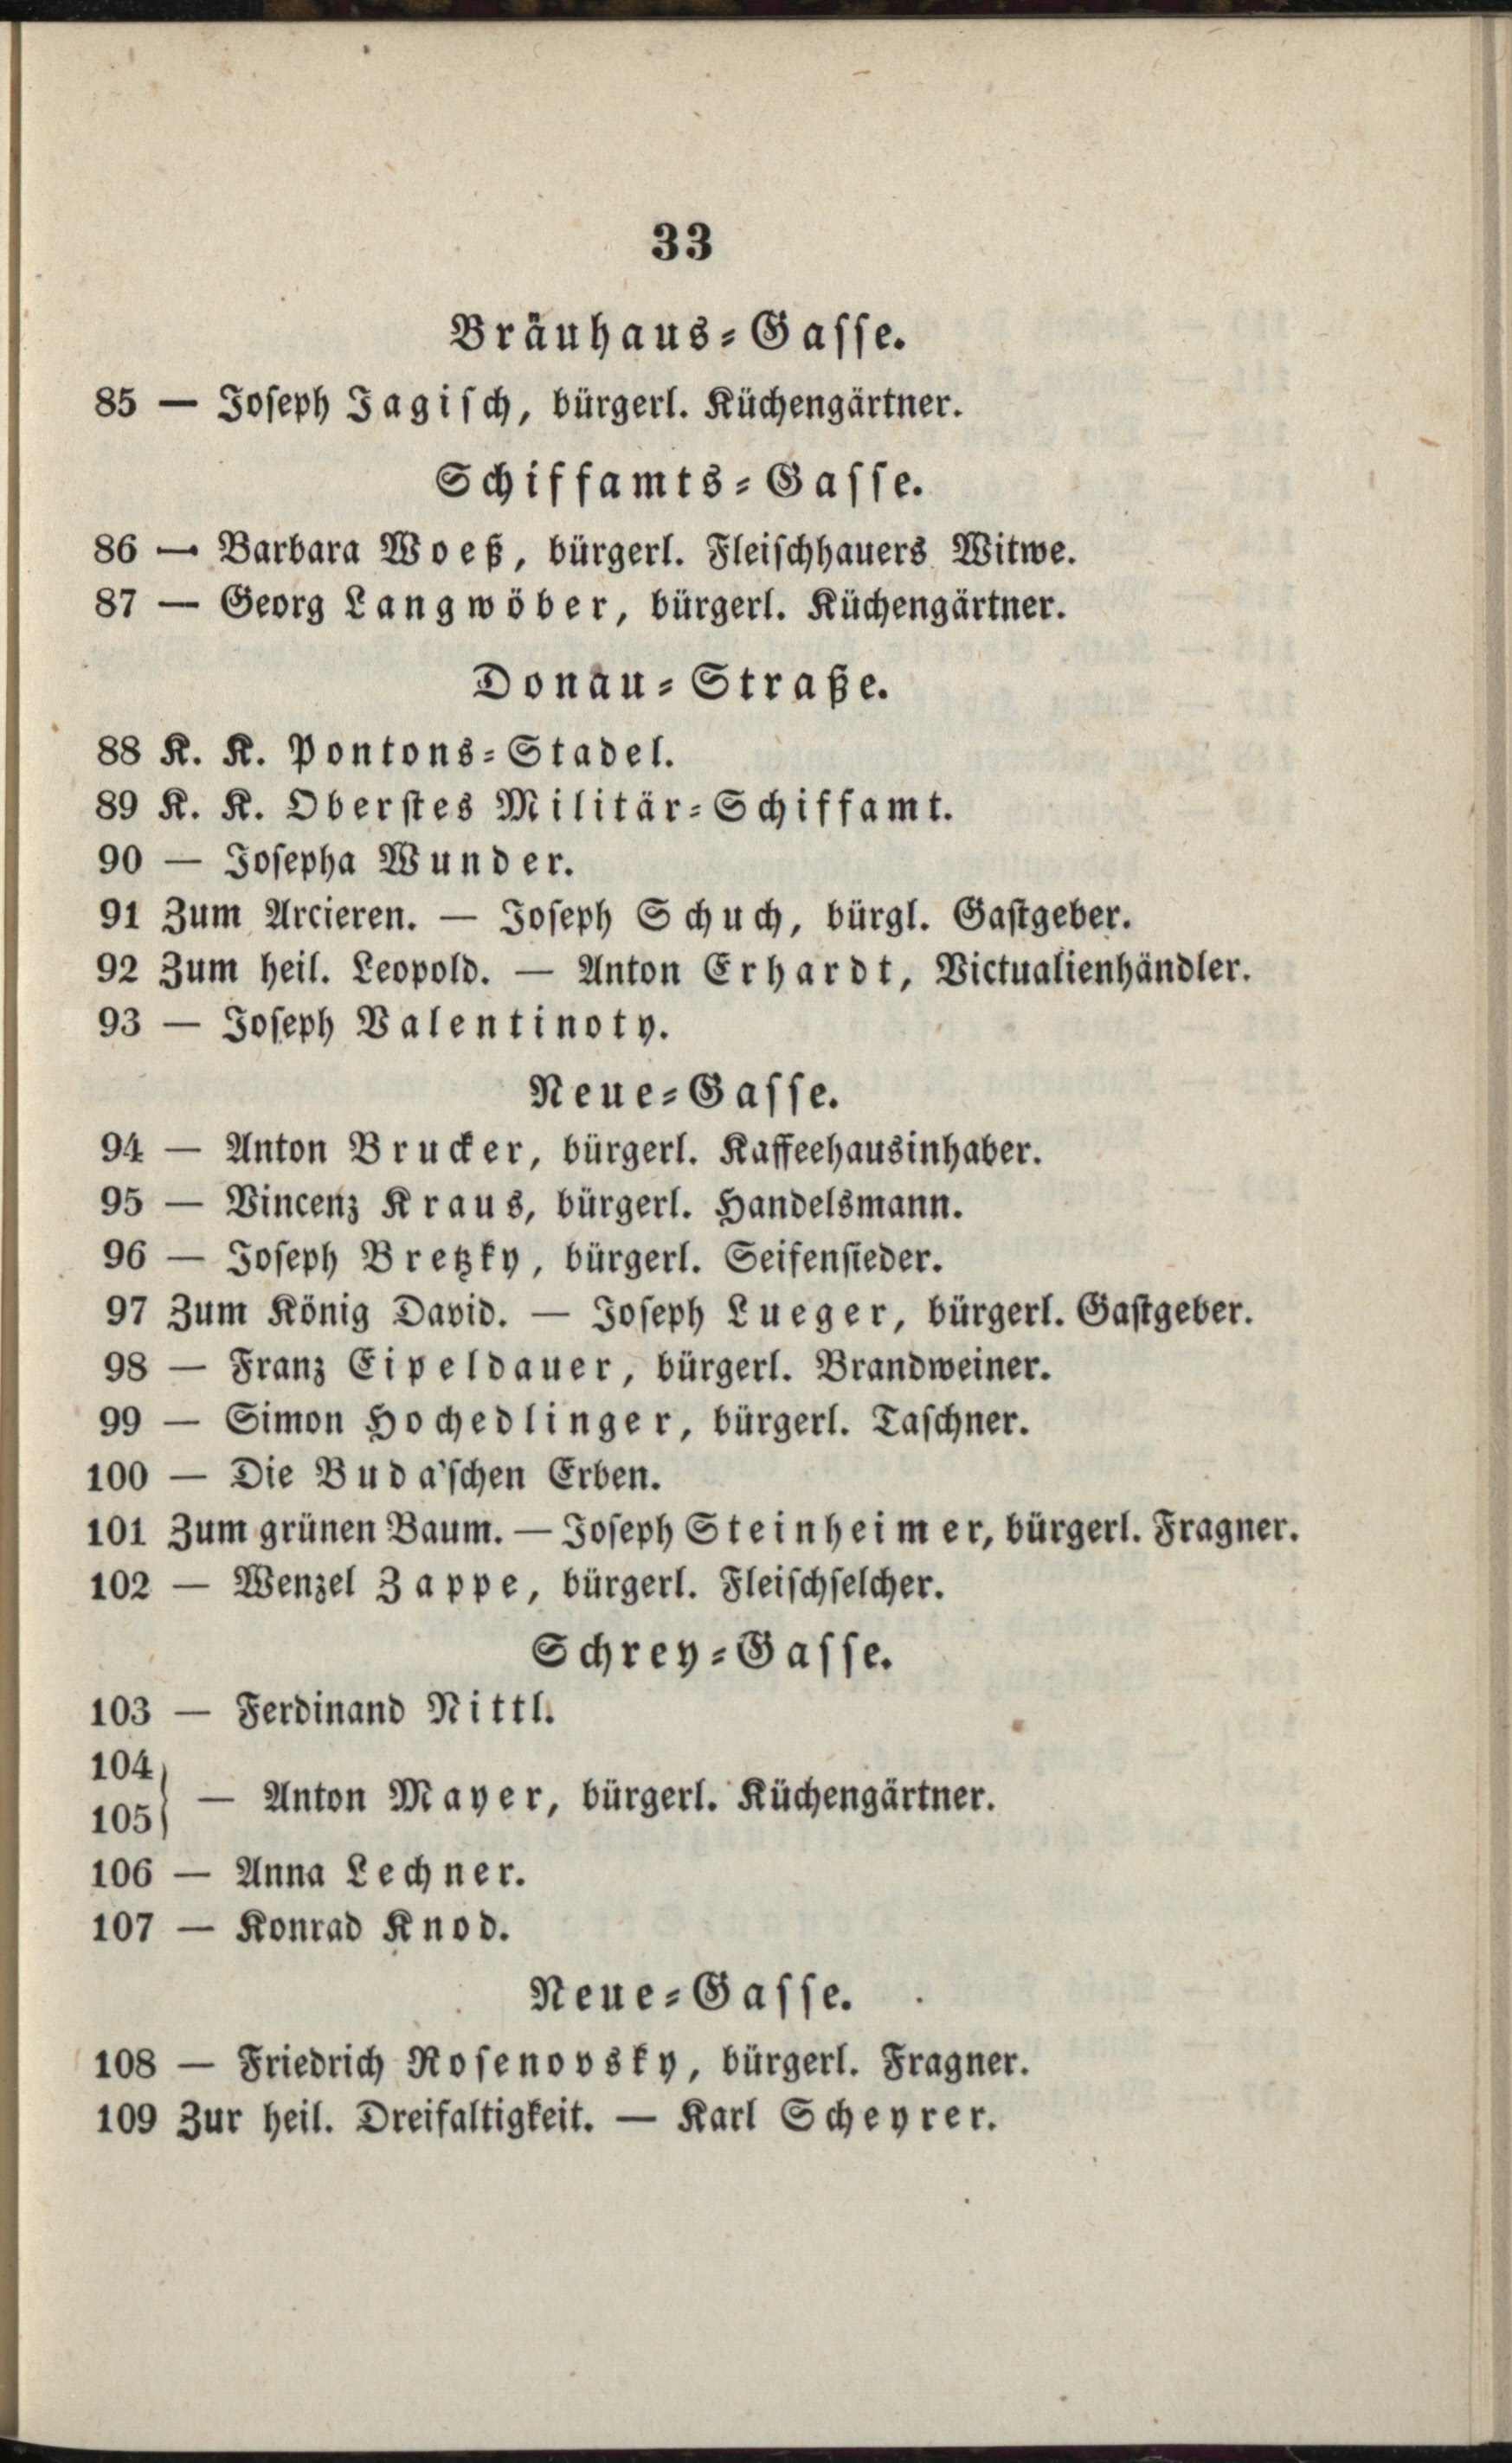 33
Bräuhaus-Gasse.
85 — Joseph Jagisch, bürgerl. Küchengärtner.
Schiffamts-Gasse.
86 — Barbara Woeß, bürgerl. Fleischhauers Witwe.
87 — Georg Langwöber, bürgerl. Küchengärtner.
Donau-Straße.
88 K. K. Pontons-Stadel.
89 K. K. Oberstes Militär-Schiffamt.
90 — Josepha Wunder.
91 Zum Arcieren. — Joseph Schuch, bürgl. Gastgeber.
92 Zum heil. Leopold. — Anton Erhardt, Victualienhändler.
93 — Joseph Valentinoty.
Neue-Gasse.
94 — Anton Brucker, bürgerl. Kaffeehausinhaber.
95 — Vincenz Kraus, bürgerl. Handelsmann.
96 — Joseph Bretzky, bürgerl. Seifensieder.
97 Zum König David. — Joseph Lueger, bürgerl. Gastgeber.
98 — Franz Eipeldauer, bürgerl. Brandweiner.
99 — Simon Hochedlinger, bürgerl. Taschner.
100 — Die Buda'schen Erben.
101 Zum grünen Baum. — Joseph Steinheimer, bürgerl. Fragner.
102 — Wenzel Zappe, bürgerl. Fleischselcher.
Schrey-Gasse.
103 — Ferdinand Nittl.
104
105} — Anton Mayer, bürgerl. Küchengärtner.
106 — Anna Lechner.
107 — Konrad Knod.
Neue-Gasse.
108 — Friedrich Rosenovsky, bürgerl. Fragner.
109 Zur heil. Dreifaltigkeit. — Karl Scheyrer.